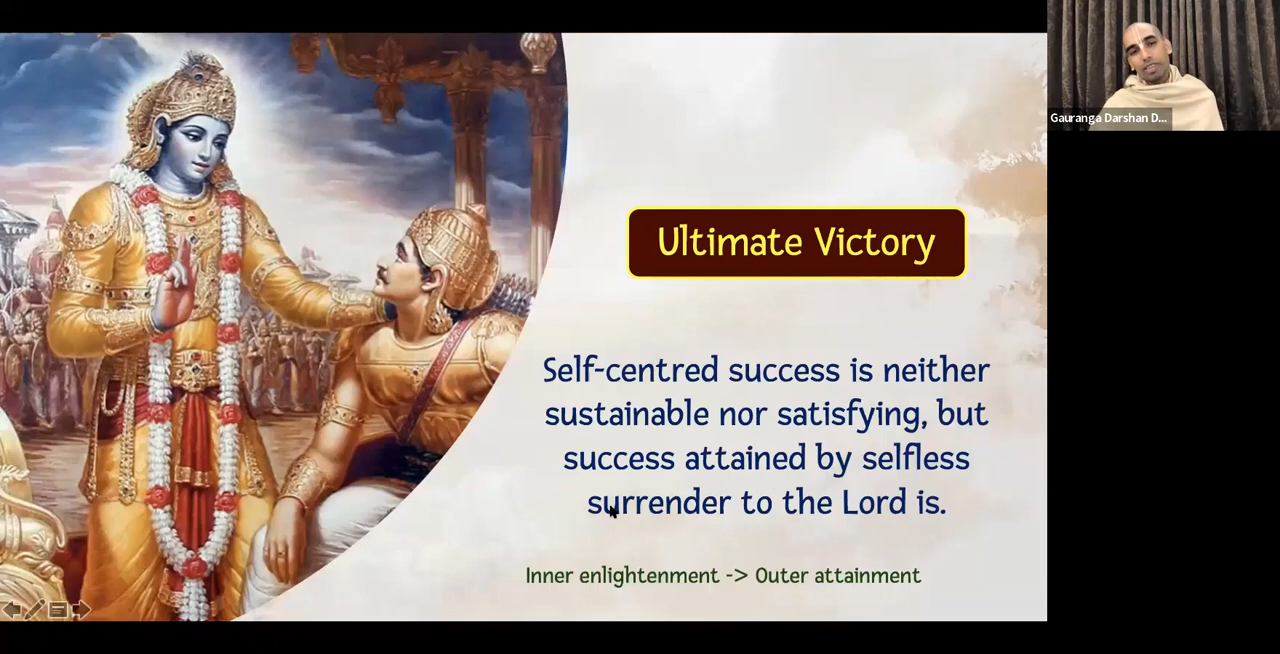 Gauranga Darshan D...
Ultimate Victory
Self-centred success is neither
sustainable nor satisfying, but
success attained by selfless
surrender to the Lord is.
Inner enlightenment -> Outer attainment